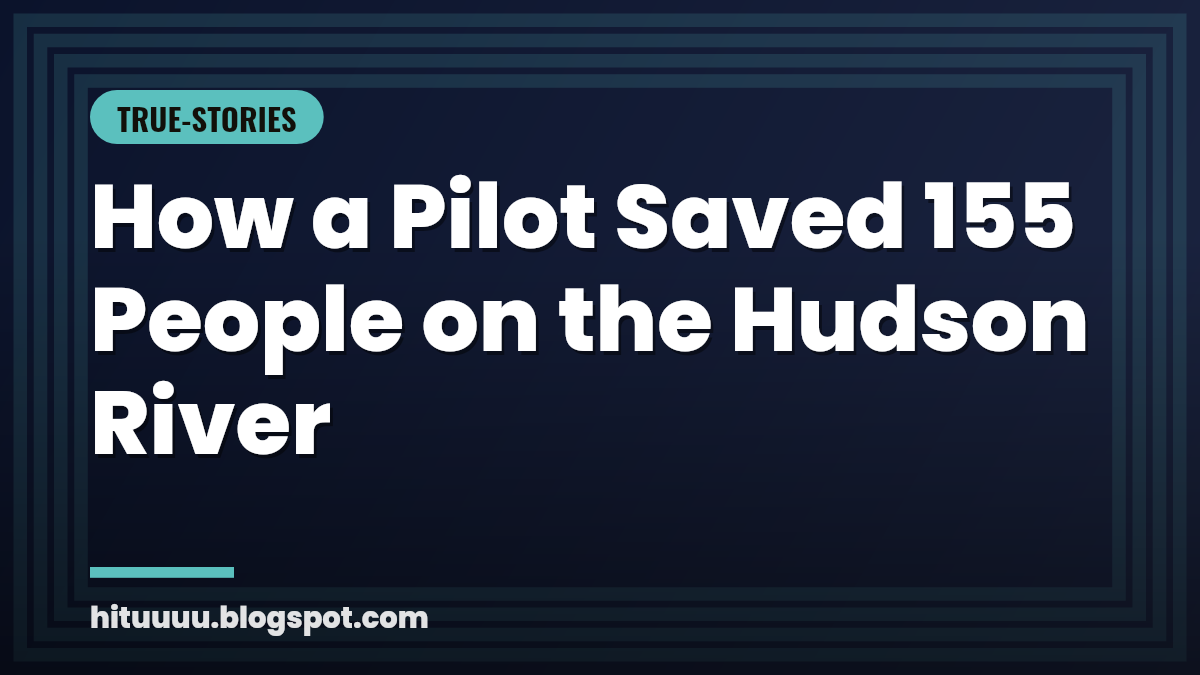 TRUE-STORIES
How a Pilot Saved 155
People on the Hudson
River
hituuuu.blogspot.com